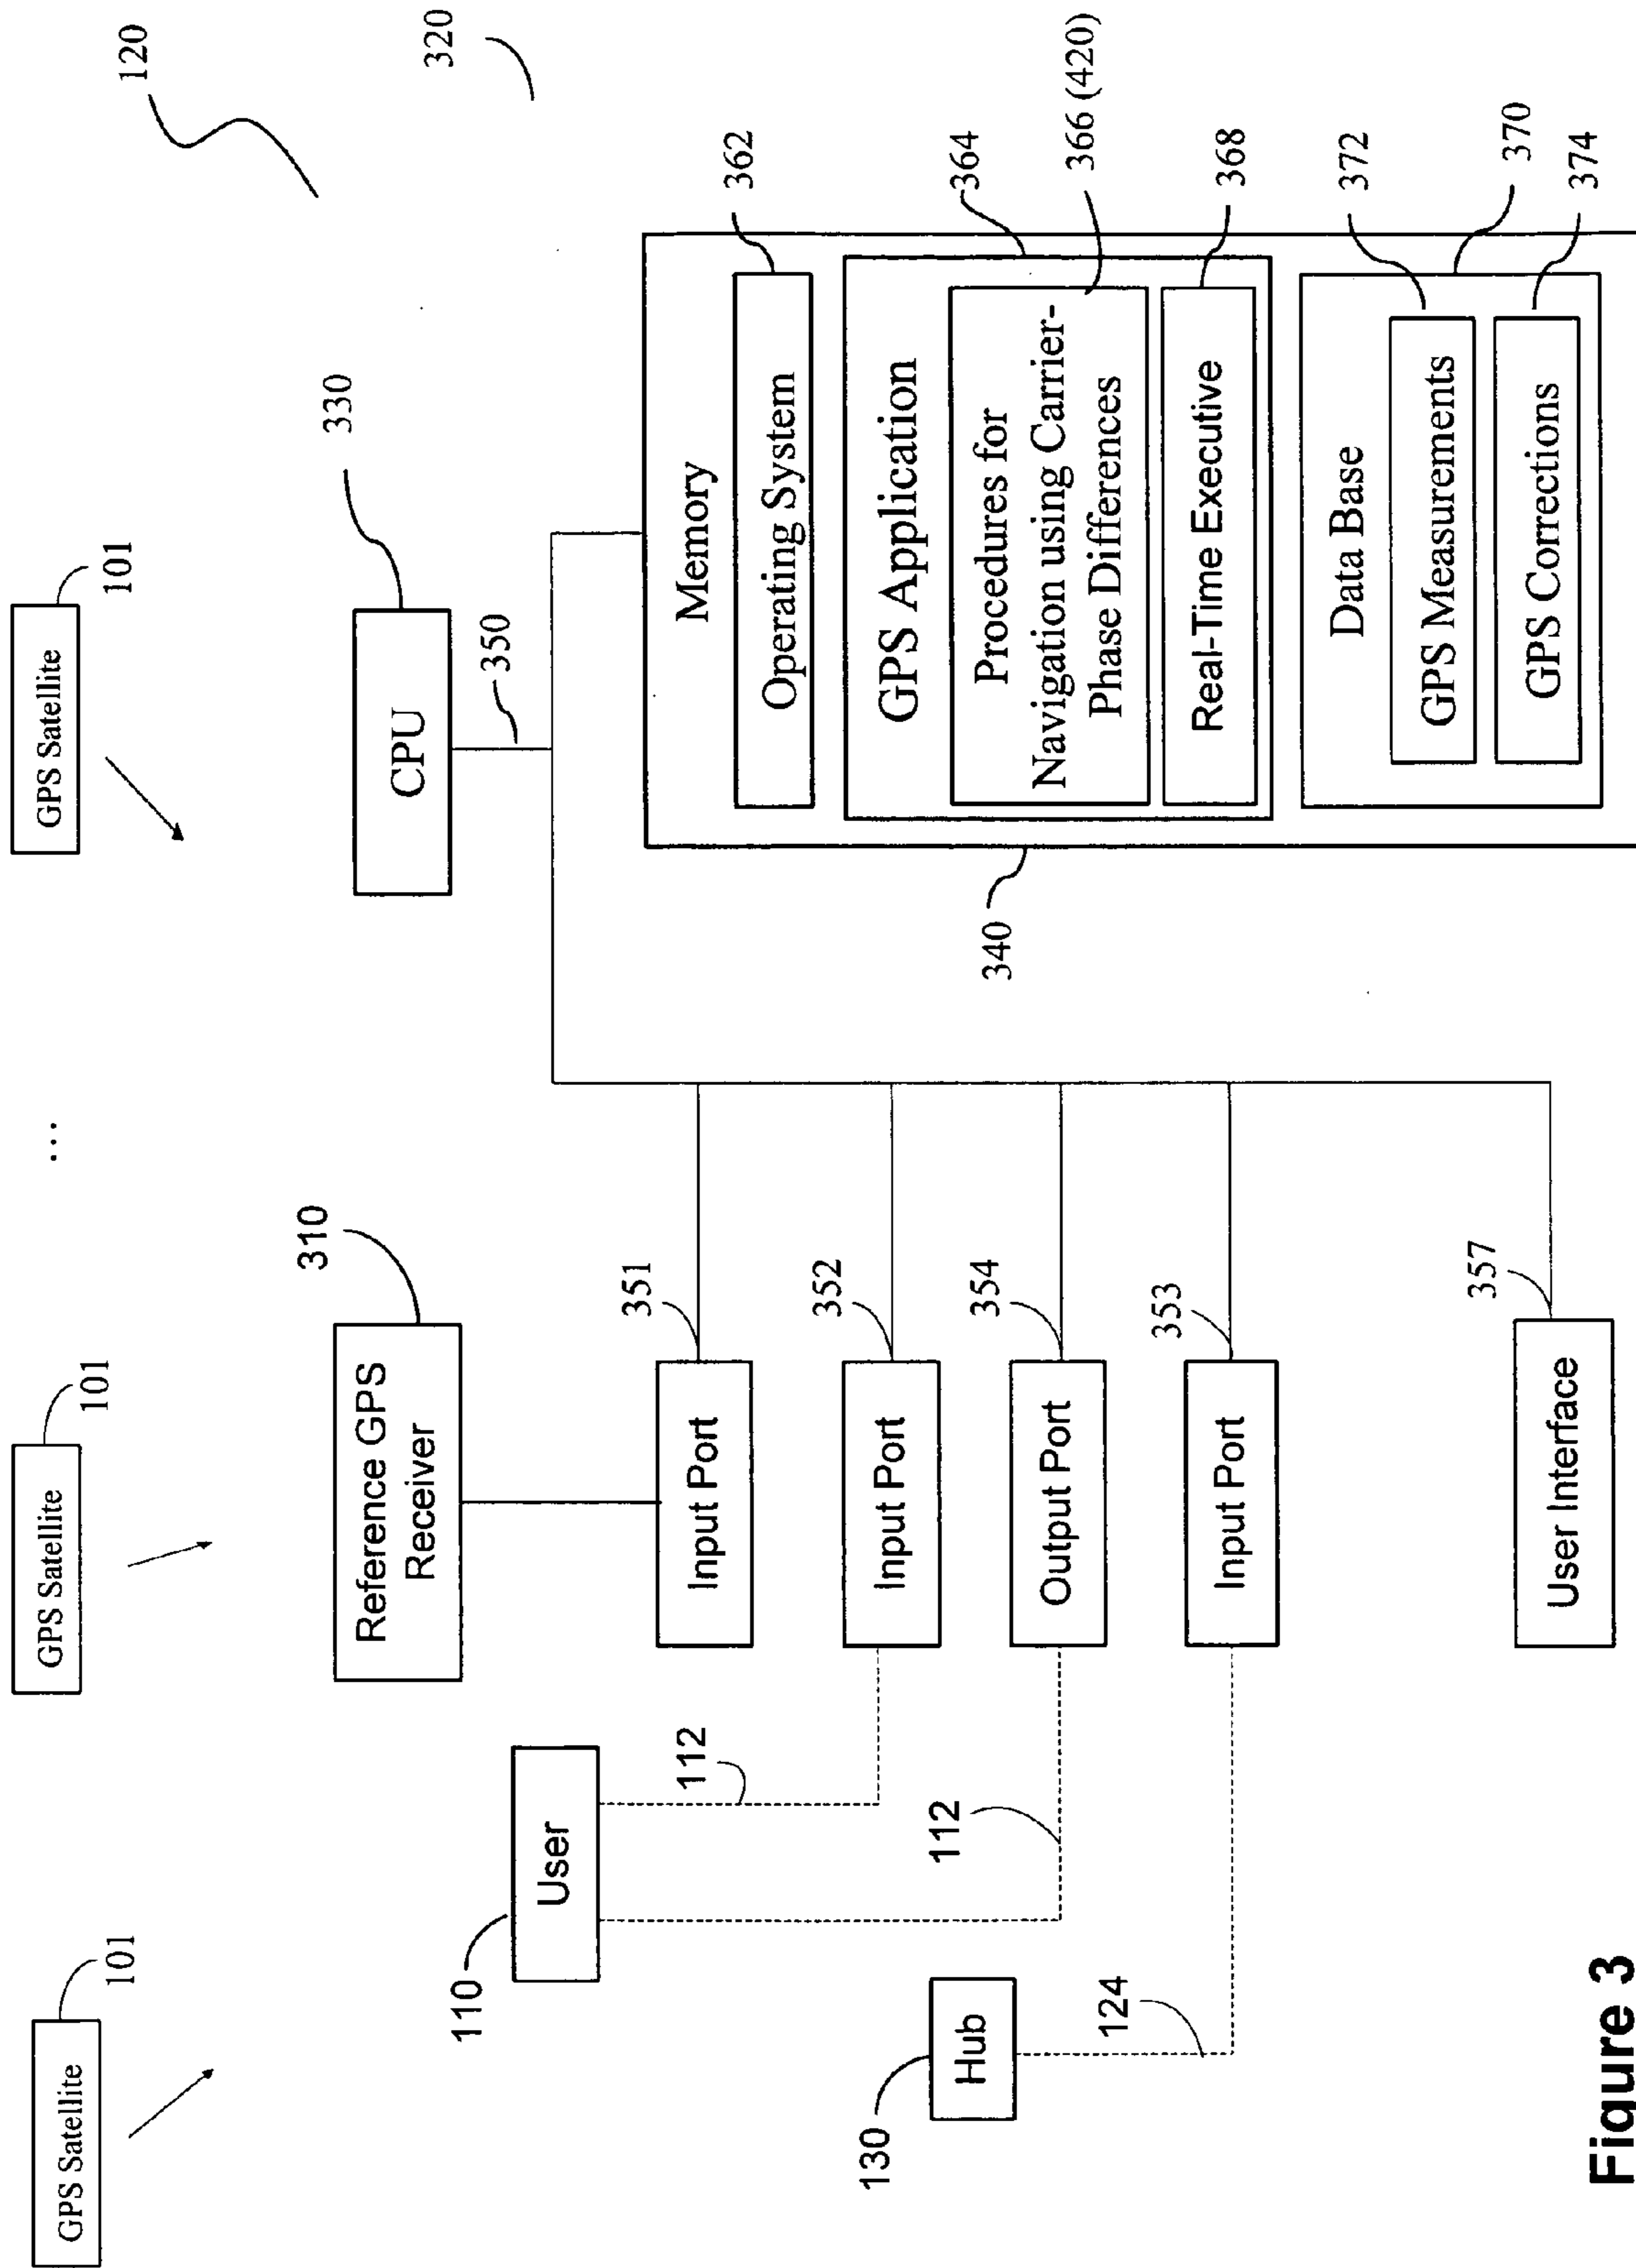 120
320
GPS Satellite
101
GPS Satellite
101
...
GPS Satellite
101
Reference GPS
Receiver
310
CPU
330
350
User
110
112
112
Hub
130
124
Input Port
351
Input Port
352
Output Port
354
Input Port
353
User Interface
357
340
Memory
Operating System
362
GPS Application
364
Procedures for
Navigation using Carrier-
Phase Differences
366 (420)
Real-Time Executive
368
Data Base
370
GPS Measurements
372
GPS Corrections
374
Figure 3